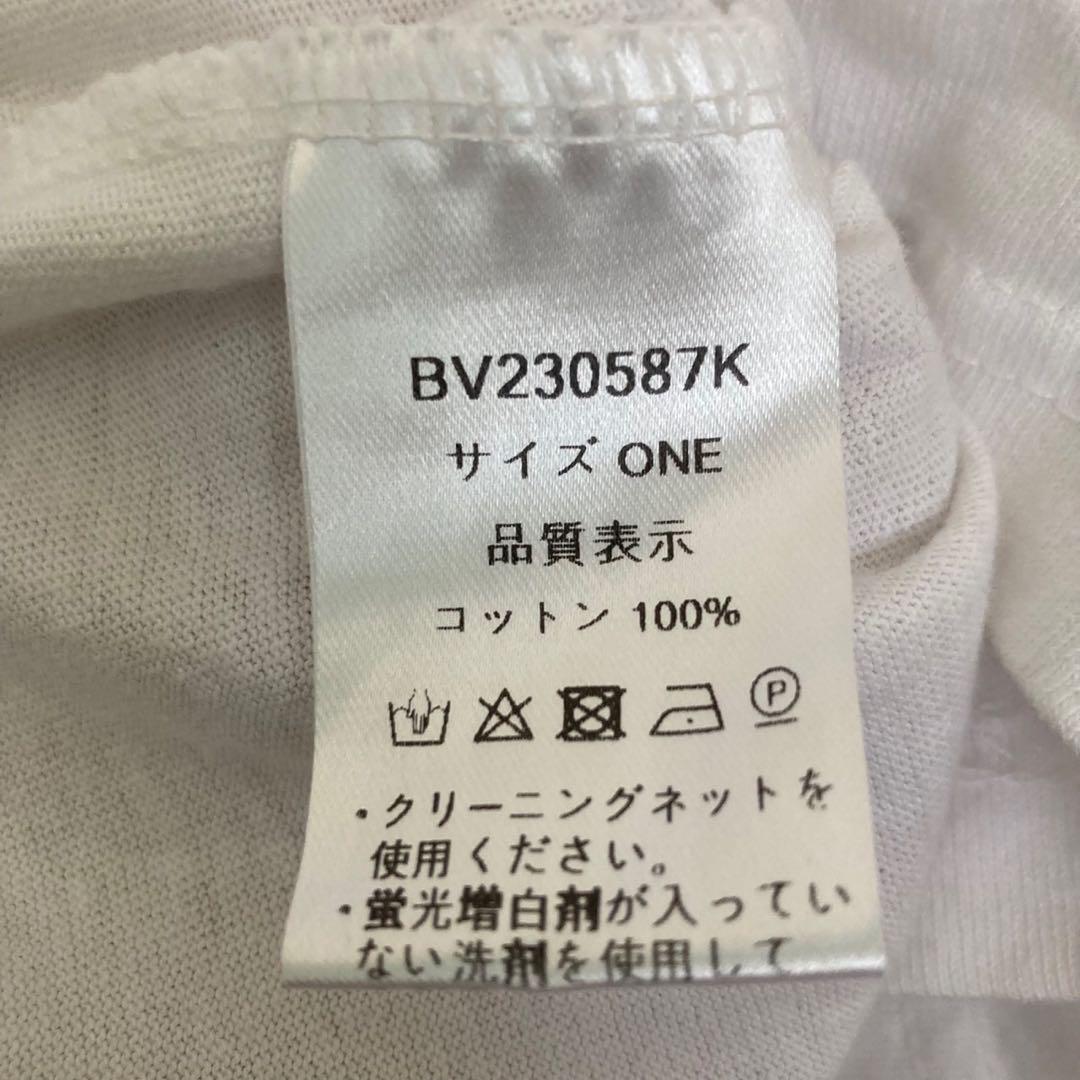 BV230587K
サイズ ONE
品質表示
コットン 100%
P
・クリーニングネットを
使用ください。
・蛍光増白剤が入ってい
ない洗剤を使用して